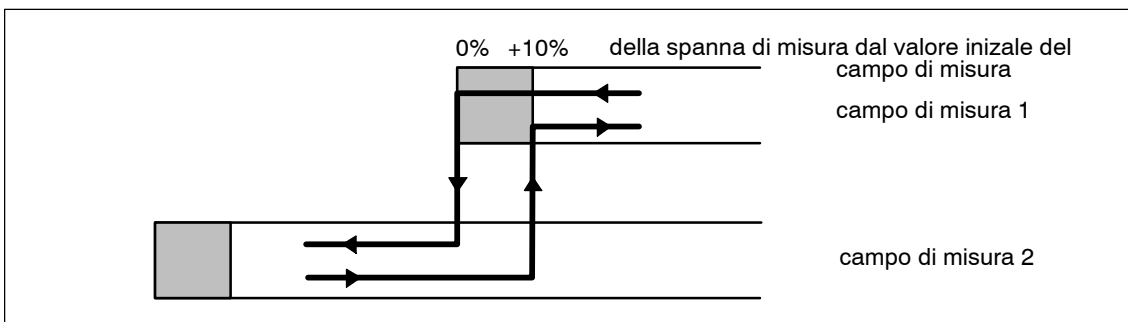 0% +10% della spanna di misura dal valore inizale del
campo di misura
campo di misura 1
campo di misura 2